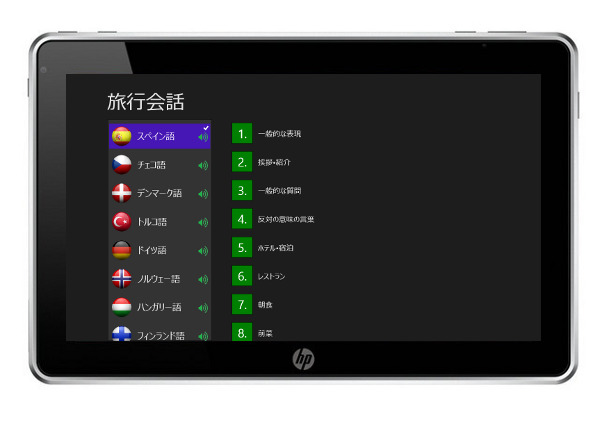 旅行会話
スペイン語
チェコ語
デンマーク語
トルコ語
ドイツ語
ノルウェー語
ハンガリー語
フィンランド語
1. 一般的な表現
2. 挨拶・紹介
3. 一般的な質問
4. 反対の意味の言葉
5. ホテル・宿泊
6. レストラン
7. 朝食
8. 前菜
hp